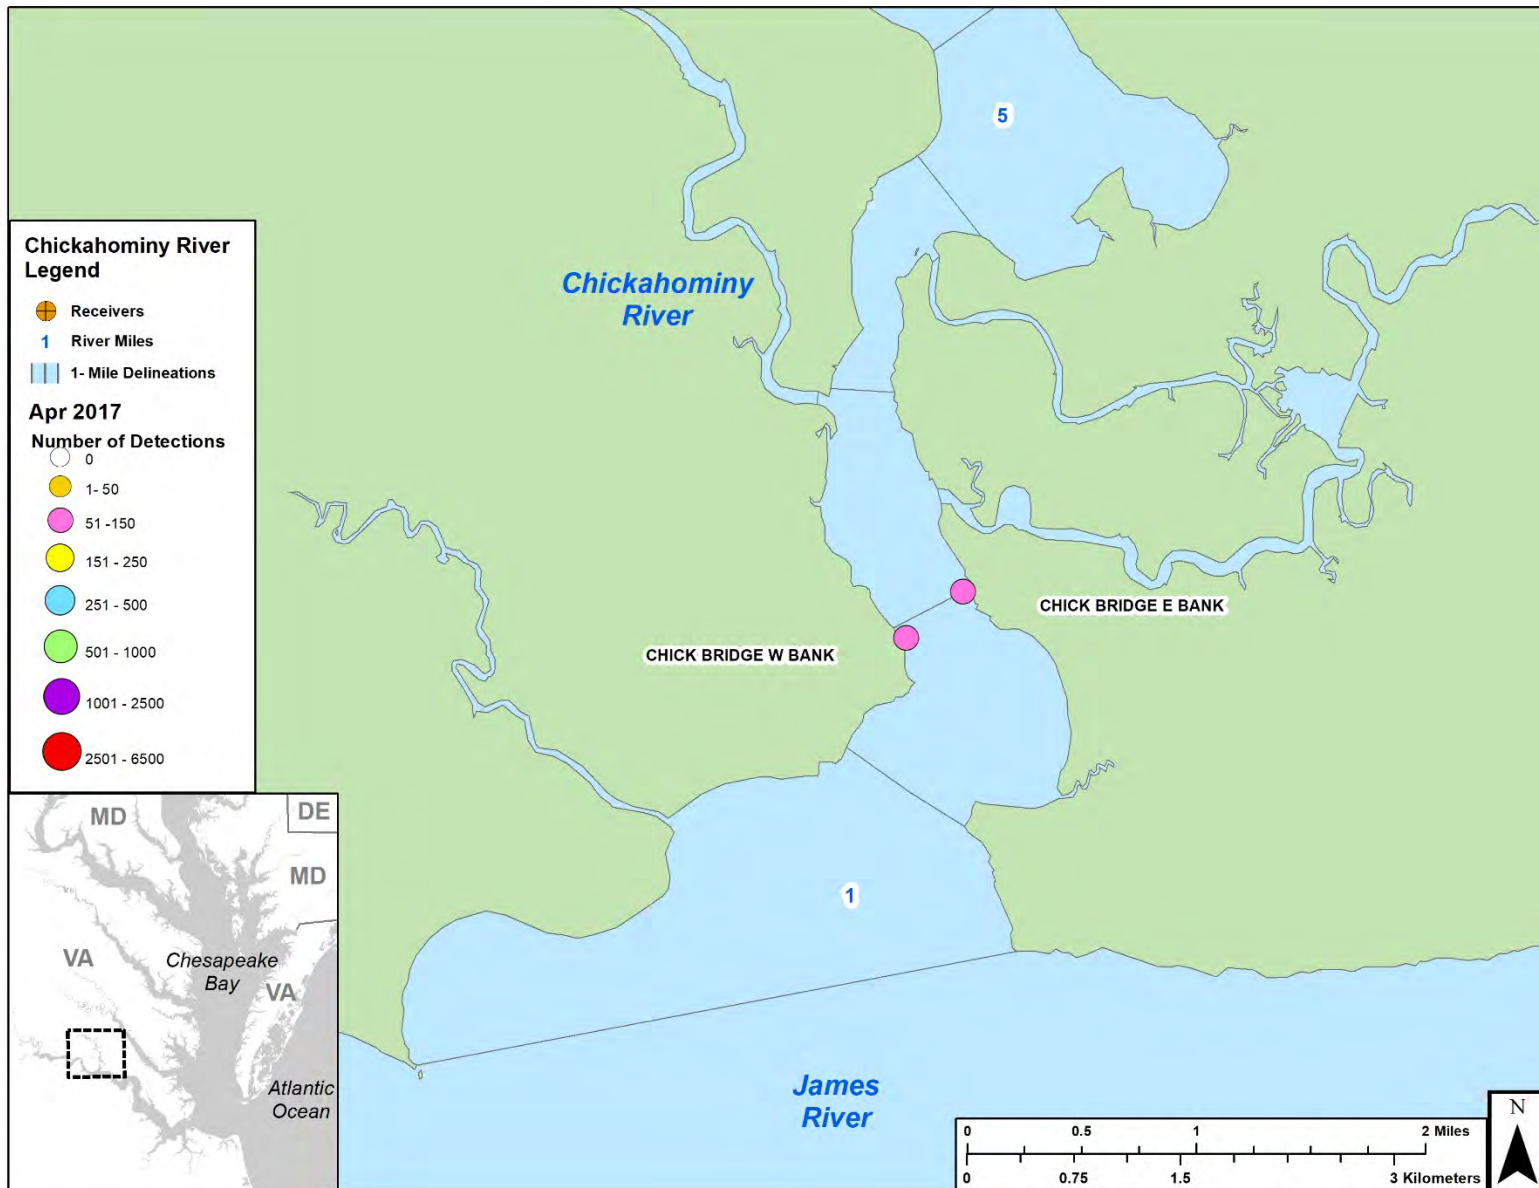 5
Chickahominy
River
Chickahominy River
Legend
Receivers
1 River Miles
1- Mile Delineations
Apr 2017
Number of Detections
0
1- 50
51 -150
151 - 250
251 - 500
501 - 1000
1001 - 2500
2501 - 6500
CHICK BRIDGE E BANK
CHICK BRIDGE W BANK
1
MD
DE
MD
VA
Chesapeake
Bay
VA
Atlantic
Ocean
James
River
0 0.5 1 2 Miles
0 0.75 1.5 3 Kilometers
N